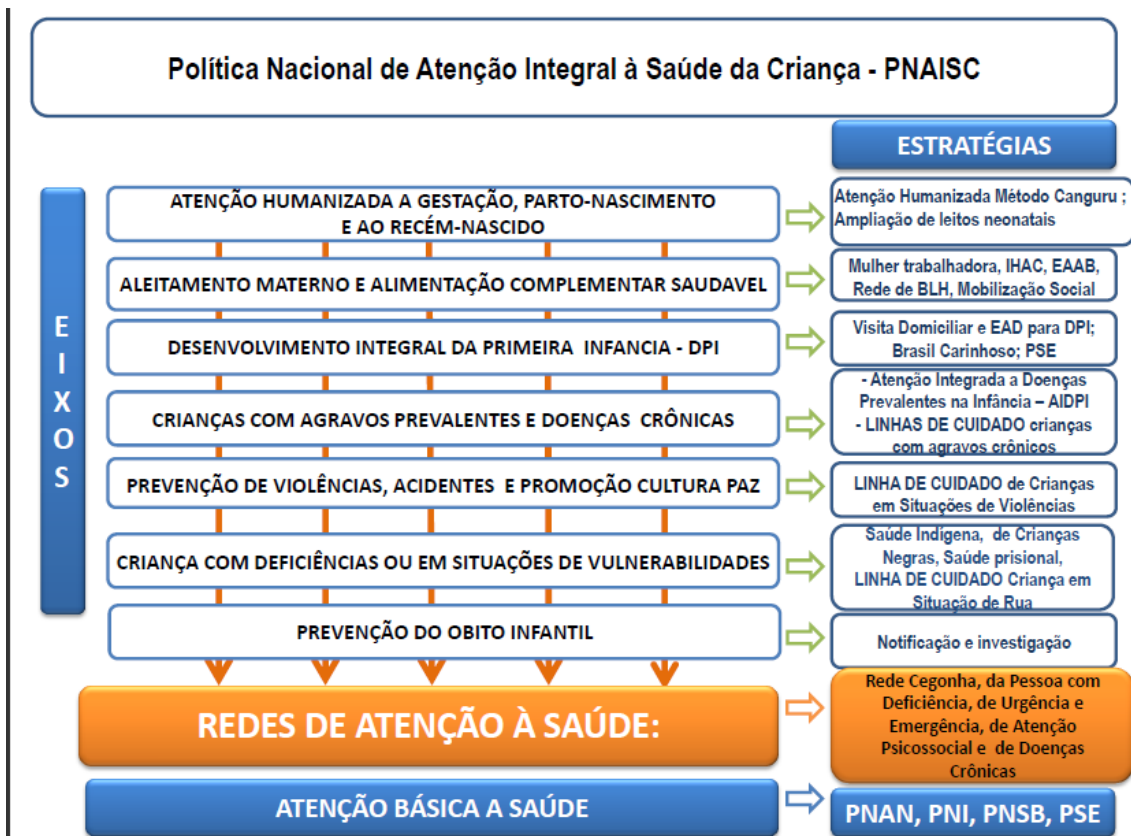 Política Nacional de Atenção Integral à Saúde da Criança - PNAISC
ESTRATÉGIAS
EIXOS
ATENÇÃO HUMANIZADA A GESTAÇÃO, PARTO-NASCIMENTO
E AO RECÉM-NASCIDO
Atenção Humanizada Método Canguru ;
Ampliação de leitos neonatais
ALEITAMENTO MATERNO E ALIMENTAÇÃO COMPLEMENTAR SAUDAVEL
Mulher trabalhadora, IHAC, EAAB,
Rede de BLH, Mobilização Social
DESENVOLVIMENTO INTEGRAL DA PRIMEIRA INFANCIA - DPI
Visita Domiciliar e EAD para DPI;
Brasil Carinhoso; PSE
CRIANÇAS COM AGRAVOS PREVALENTES E DOENÇAS CRÔNICAS
- Atenção Integrada a Doenças
Prevalentes na Infância – AIDPI
- LINHAS DE CUIDADO crianças
com agravos crônicos
PREVENÇÃO DE VIOLÊNCIAS, ACIDENTES E PROMOÇÃO CULTURA PAZ
LINHA DE CUIDADO de Crianças
em Situações de Violências
CRIANÇA COM DEFICIÊNCIAS OU EM SITUAÇÕES DE VULNERABILIDADES
Saúde Indígena, de Crianças
Negras, Saúde prisional,
LINHA DE CUIDADO Criança em
Situação de Rua
PREVENÇÃO DO OBITO INFANTIL
Notificação e investigação
REDES DE ATENÇÃO À SAÚDE:
Rede Cegonha, da Pessoa com
Deficiência, de Urgência e
Emergência, de Atenção
Psicossocial e de Doenças
Crônicas
ATENÇÃO BÁSICA A SAÚDE
PNAN, PNI, PNSB, PSE